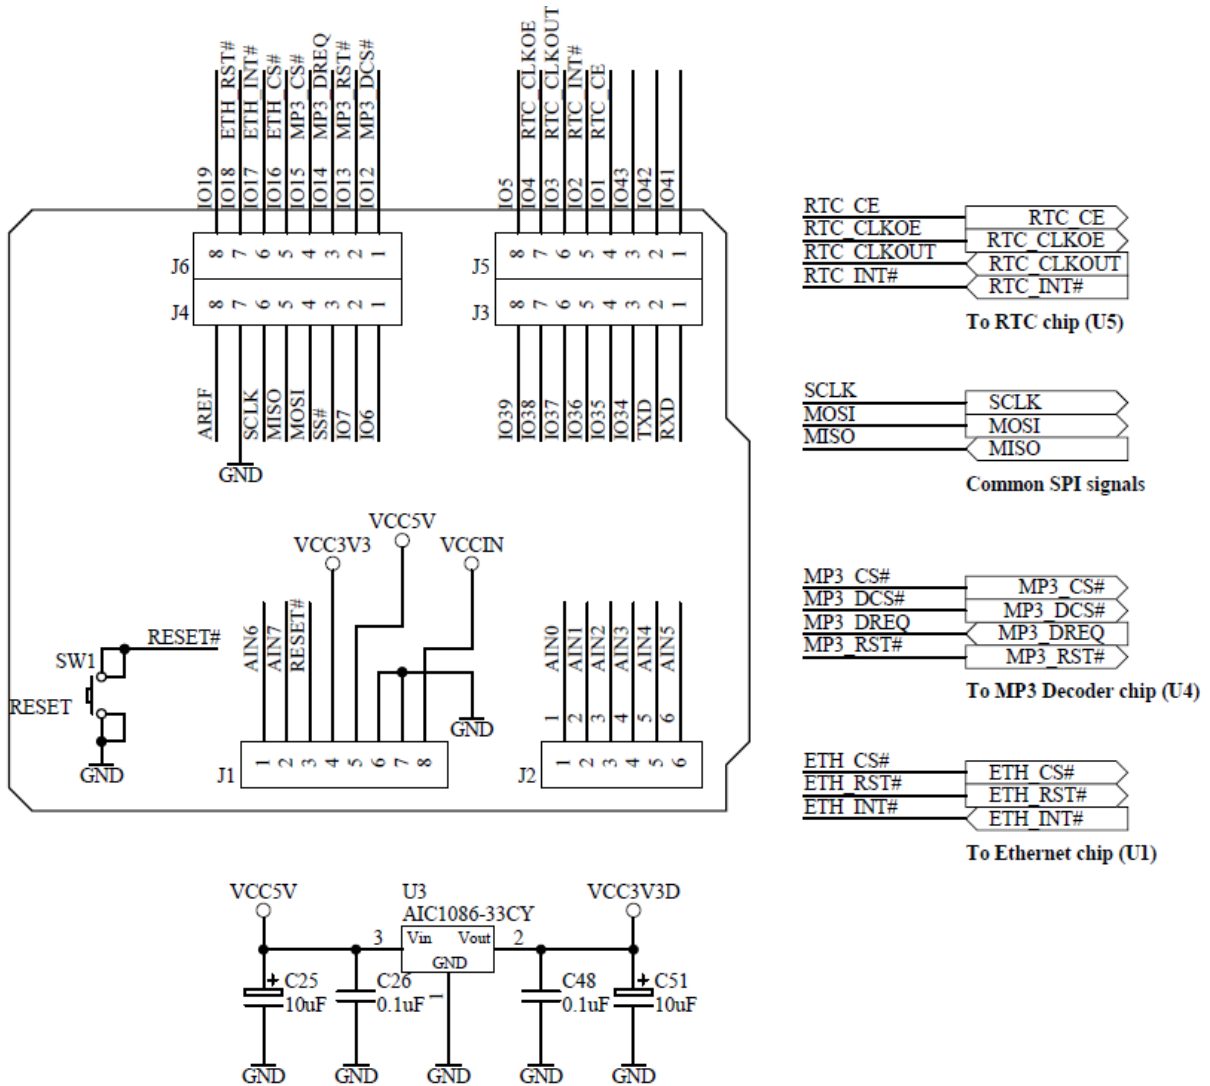 ETH_RST#
ETH_INT#
ETH_CS#
MP3_CS#
MP3_DREQ
MP3_RST#
MP3_DCS#
RTC_CLKOE
RTC_CLKOUT
RTC_INT#
RTC_CE
IO19
IO18
IO17
IO16
IO15
IO14
IO13
IO12
IO5
IO4
IO3
IO2
IO1
IO43
IO42
IO41
J6
8 7 6 5 4 3 2 1
J5
8 7 6 5 4 3 2 1
J4
8 7 6 5 4 3 2 1
J3
8 7 6 5 4 3 2 1
AREF
SCLK
MISO
MOSI
SS#
IO7
IO6
GND
IO39
IO38
IO37
IO36
IO35
IO34
TXD
RXD
VCC3V3
VCC5V
VCCIN
RESET#
SW1
RESET
GND
AIN6
AIN7
RESET#
GND
J1
1 2 3 4 5 6 7 8
AIN0
AIN1
AIN2
AIN3
AIN4
AIN5
1 2 3 4 5 6
J2
1 2 3 4 5 6
RTC_CE RTC_CE
RTC_CLKOE RTC_CLKOE
RTC_CLKOUT RTC_CLKOUT
RTC_INT# RTC_INT#
To RTC chip (U5)
SCLK SCLK
MOSI MOSI
MISO MISO
Common SPI signals
MP3_CS# MP3_CS#
MP3_DCS# MP3_DCS#
MP3_DREQ MP3_DREQ
MP3_RST# MP3_RST#
To MP3 Decoder chip (U4)
ETH_CS# ETH_CS#
ETH_RST# ETH_RST#
ETH_INT# ETH_INT#
To Ethernet chip (U1)
VCC5V
U3
AIC1086-33CY
VCC3V3D
3
Vin Vout
2
GND
1
+ C25
10uF
C26
0.1uF
C48
0.1uF
+ C51
10uF
GND GND GND GND GND